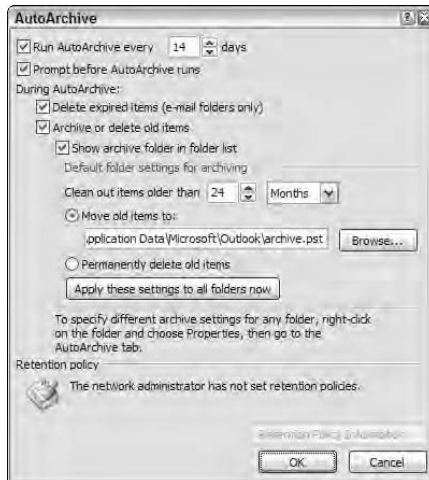 AutoArchive
Run AutoArchive every 14 days
Prompt before AutoArchive runs
During AutoArchive:
Delete expired items (e-mail folders only)
Archive or delete old items
Show archive folder in folder list
Default folder settings for archiving
Clean out items older than 24 Months
Move old items to:
pplication Data\Microsoft\Outlook\archive.pst Browse...
Permanently delete old items
Apply these settings to all folders now
To specify different archive settings for any folder, right-click
on the folder and choose Properties, then go to the
AutoArchive tab.
Retention policy
The network administrator has not set retention policies.
Retention Policy Information
OK Cancel